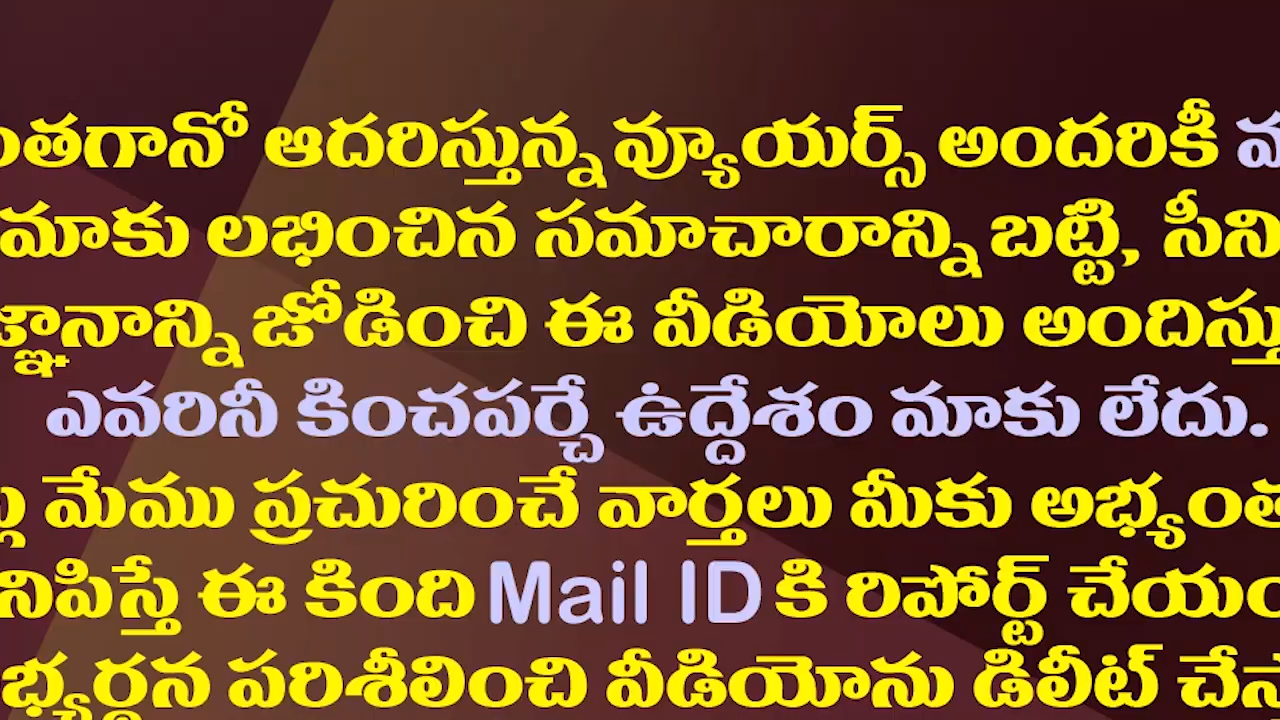 ంతగానో ఆదరిస్తున్న వ్యూయర్స్ అందరికీ
మాకు లభించిన సమాచారాన్ని బట్టి, సీని
జ్ఞానాన్ని జోడించి ఈ వీడియోలు అందిస్తు
ఎవరినీ కించపర్చే ఉద్దేశం మాకు లేదు.
మేము ప్రచురించే వార్తలు మీకు అభ్యంత
నిపిస్తే ఈ కింది Mail ID కి రిపోర్ట్ చేయం
భ్యర్థన పరిశీలించి వీడియోను డిలీట్ చేస